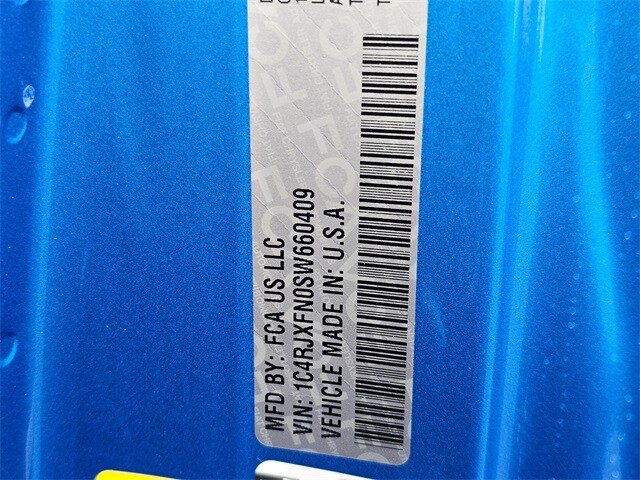 MFD BY: FCA US LLC
VIN: 1C4RJXFN0SW660409
VEHICLE MADE IN: U.S.A.